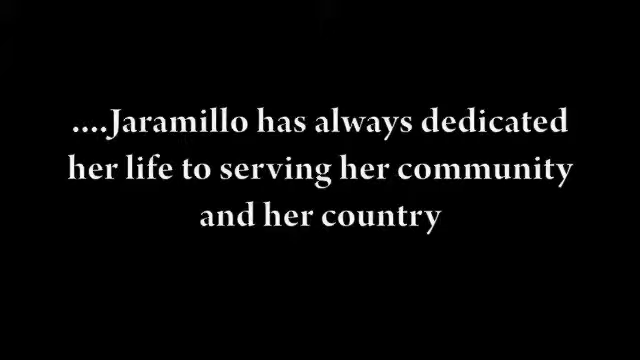 ....Jaramillo has always dedicated
her life to serving her community
and her country